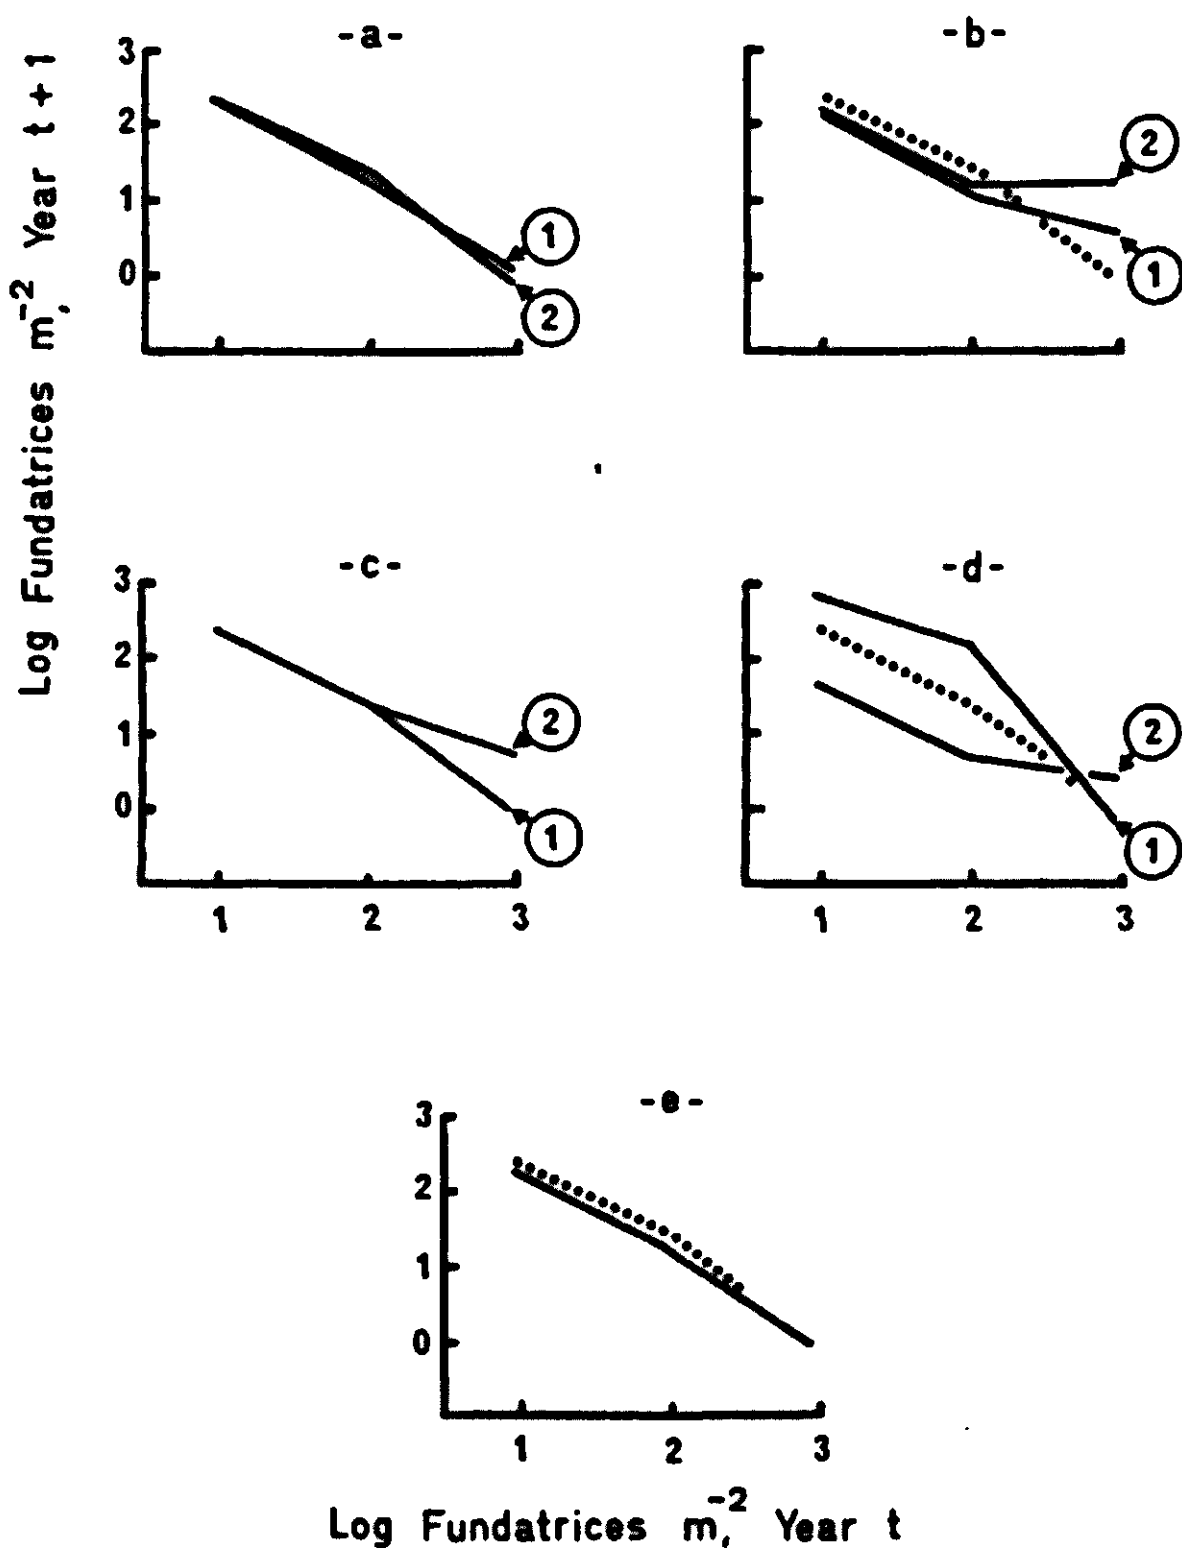 -a-
-b-
3
2
1
0
1
2
2
1
-c-
-d-
3
2
1
0
2
1
2
1
1 2 3
1 2 3
-e-
3
2
1
0
1 2 3
Log Fundatrices m⁻², Year t+1
Log Fundatrices m⁻², Year t